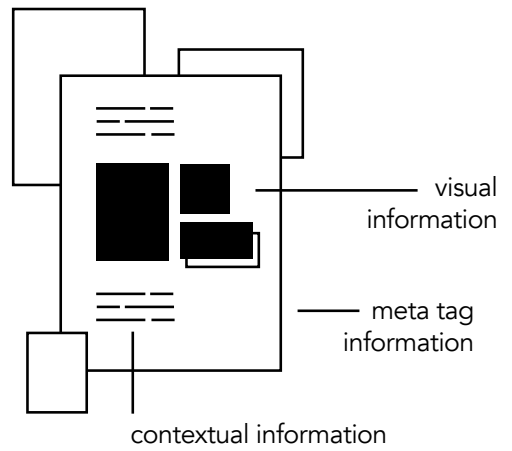 visual
information
meta tag
information
contextual information